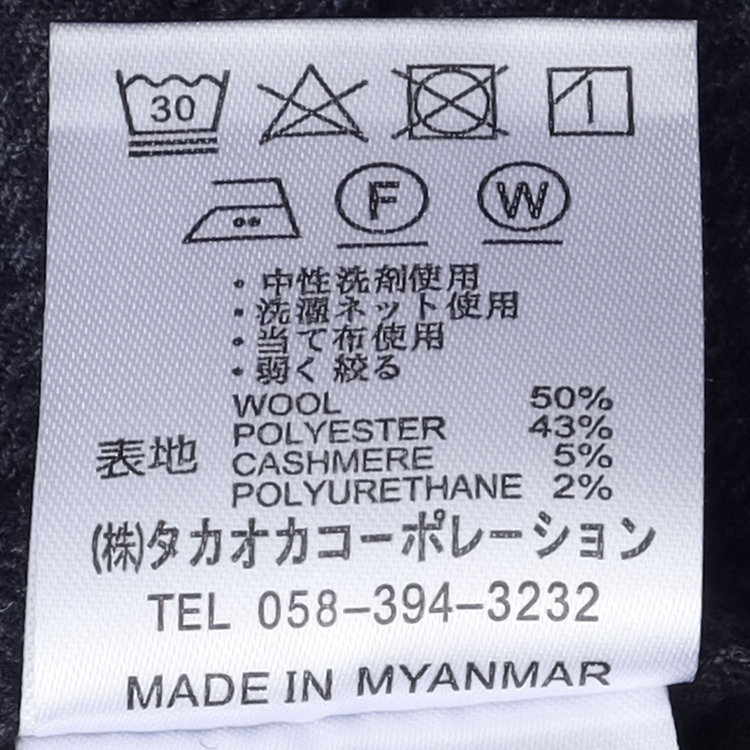 30
F W
・中性洗剤使用
・洗濯ネット使用
・当て布使用
・弱く絞る
表地
WOOL 50%
POLYESTER 43%
CASHMERE 5%
POLYURETHANE 2%
(株)タカオカコーポレーション
TEL 058-394-3232
MADE IN MYANMAR